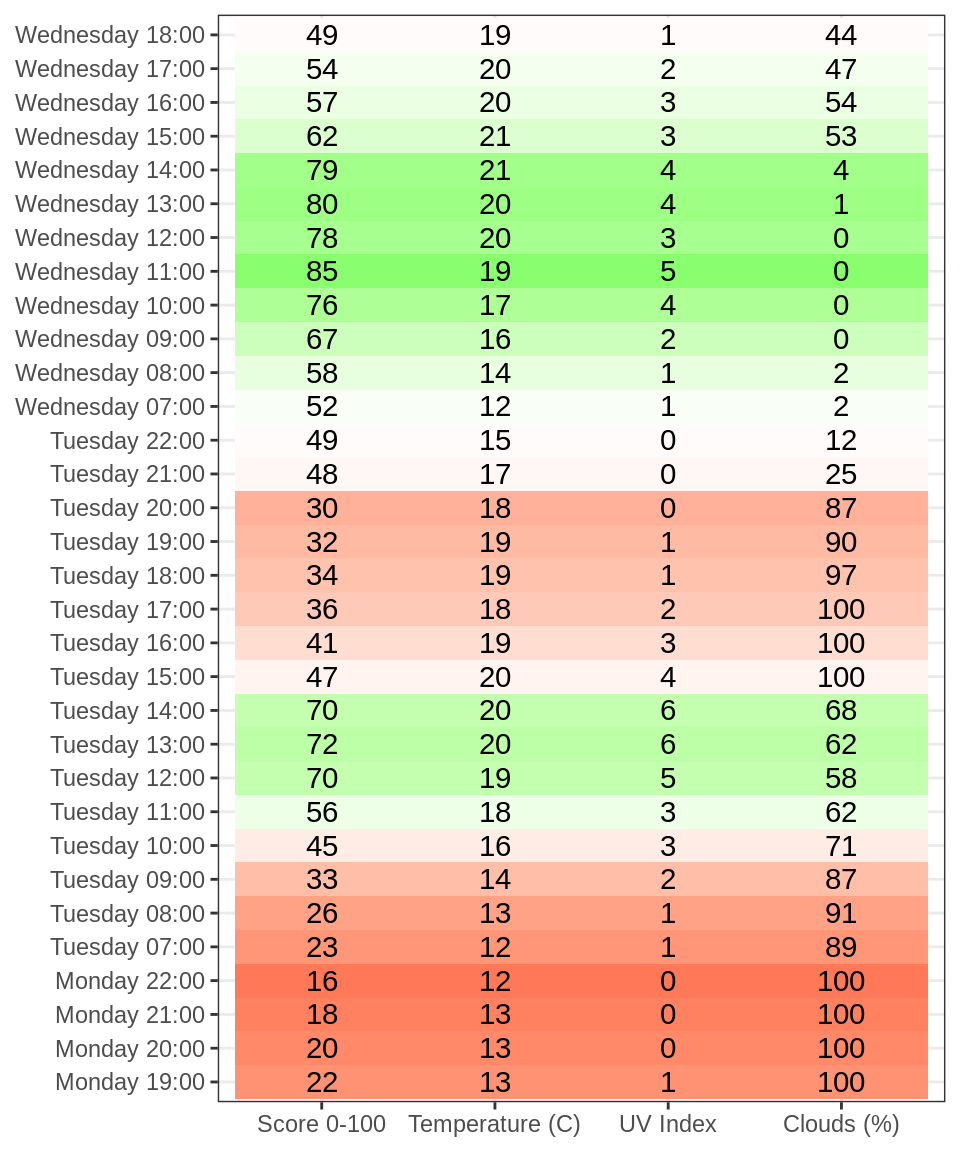 Wednesday 18:00 49 19 1 44
Wednesday 17:00 54 20 2 47
Wednesday 16:00 57 20 3 54
Wednesday 15:00 62 21 3 53
Wednesday 14:00 79 21 4 4
Wednesday 13:00 80 20 4 1
Wednesday 12:00 78 20 3 0
Wednesday 11:00 85 19 5 0
Wednesday 10:00 76 17 4 0
Wednesday 09:00 67 16 2 0
Wednesday 08:00 58 14 1 2
Wednesday 07:00 52 12 1 2
Tuesday 22:00 49 15 0 12
Tuesday 21:00 48 17 0 25
Tuesday 20:00 30 18 0 87
Tuesday 19:00 32 19 1 90
Tuesday 18:00 34 19 1 97
Tuesday 17:00 36 18 2 100
Tuesday 16:00 41 19 3 100
Tuesday 15:00 47 20 4 100
Tuesday 14:00 70 20 6 68
Tuesday 13:00 72 20 6 62
Tuesday 12:00 70 19 5 58
Tuesday 11:00 56 18 3 62
Tuesday 10:00 45 16 3 71
Tuesday 09:00 33 14 2 87
Tuesday 08:00 26 13 1 91
Tuesday 07:00 23 12 1 89
Monday 22:00 16 12 0 100
Monday 21:00 18 13 0 100
Monday 20:00 20 13 0 100
Monday 19:00 22 13 1 100
Score 0-100 Temperature (C) UV Index Clouds (%)